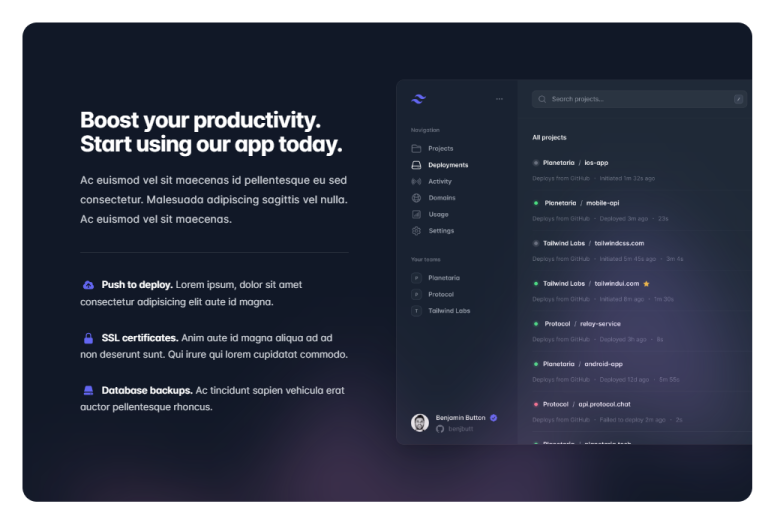 Boost your productivity.
Start using our app today.
Ac euismod vel sit maecenas id pellentesque eu sed
consectetur. Malesuada adipiscing sagittis vel nulla.
Ac euismod vel sit maecenas.
Push to deploy. Lorem ipsum, dolor sit amet
consectetur adipisicing elit aute id magna.
SSL certificates. Anim aute id magna aliqua ad ad
non deserunt sunt. Qui irure qui lorem cupidatat commodo.
Database backups. Ac tincidunt sapien vehicula erat
auctor pellentesque rhoncus.
Navigation
Projects
Deployments
Activity
Domains
Usage
Settings
Your teams
P Planetaria
P Protocol
T Tailwind Labs
Benjamin Button
benjbutt
Search projects...
All projects
Planetaria / ios-app
Deploys from GitHub · Initiated 1m 32s ago
Planetaria / mobile-api
Deploys from GitHub · Deployed 3m ago · 23s
Tailwind Labs / tailwindcss.com
Deploys from GitHub · Initiated 5m 45s ago · 3m 4s
Tailwind Labs / tailwindui.com
Deploys from GitHub · Initiated 8m ago · 1m 30s
Protocol / relay-service
Deploys from GitHub · Deployed 3h ago ·
Planetaria / android-app
Deploys from GitHub · Deployed 12d ago · 5m 55s
Protocol / api.protocol.chat
Deploys from GitHub · Failed to deploy 2m ago ·
Planetaria / planetaria.tech